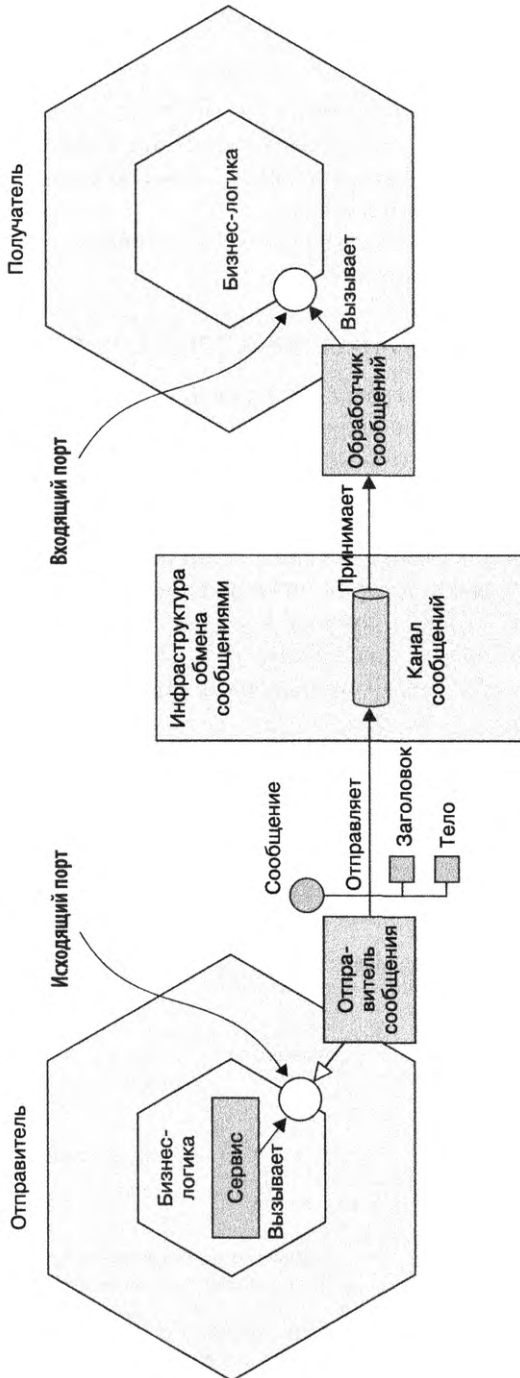 Отправитель
Исходящий порт
Бизнес-
логика
Сервис
Вызывает
Отпра-
витель
сообщения
Сообщение
Отправляет
Заголовок
Тело
Инфраструктура
обмена
сообщениями
Канал
сообщений
Принимает
Входящий порт
Получатель
Бизнес-логика
Вызывает
Обработчик
сообщений